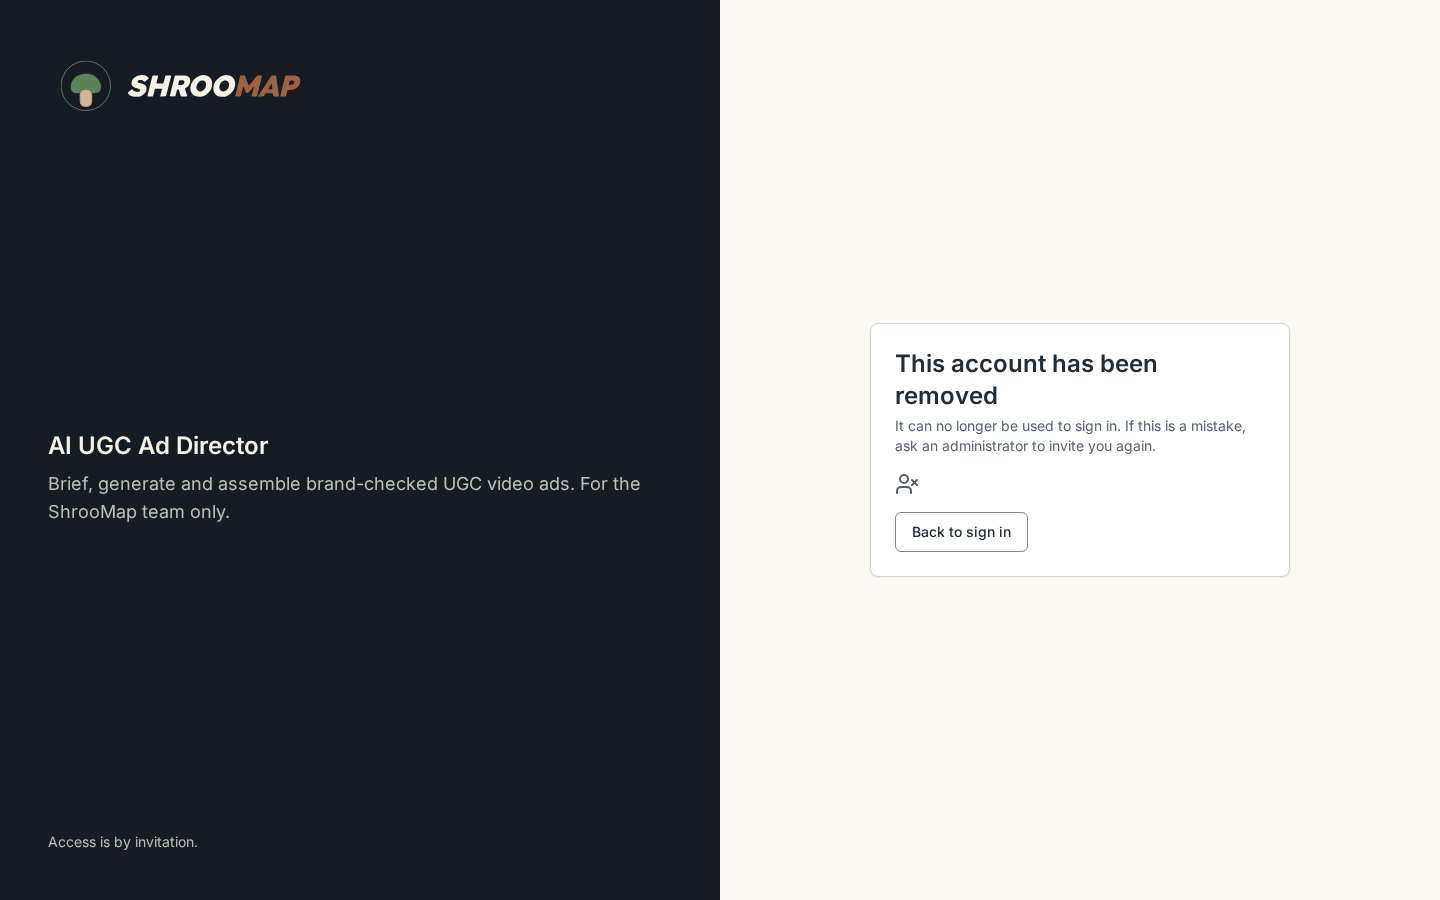 SHROOMAP
AI UGC Ad Director
Brief, generate and assemble brand-checked UGC video ads. For the
ShrooMap team only.
Access is by invitation.
This account has been
removed
It can no longer be used to sign in. If this is a mistake,
ask an administrator to invite you again.
Back to sign in